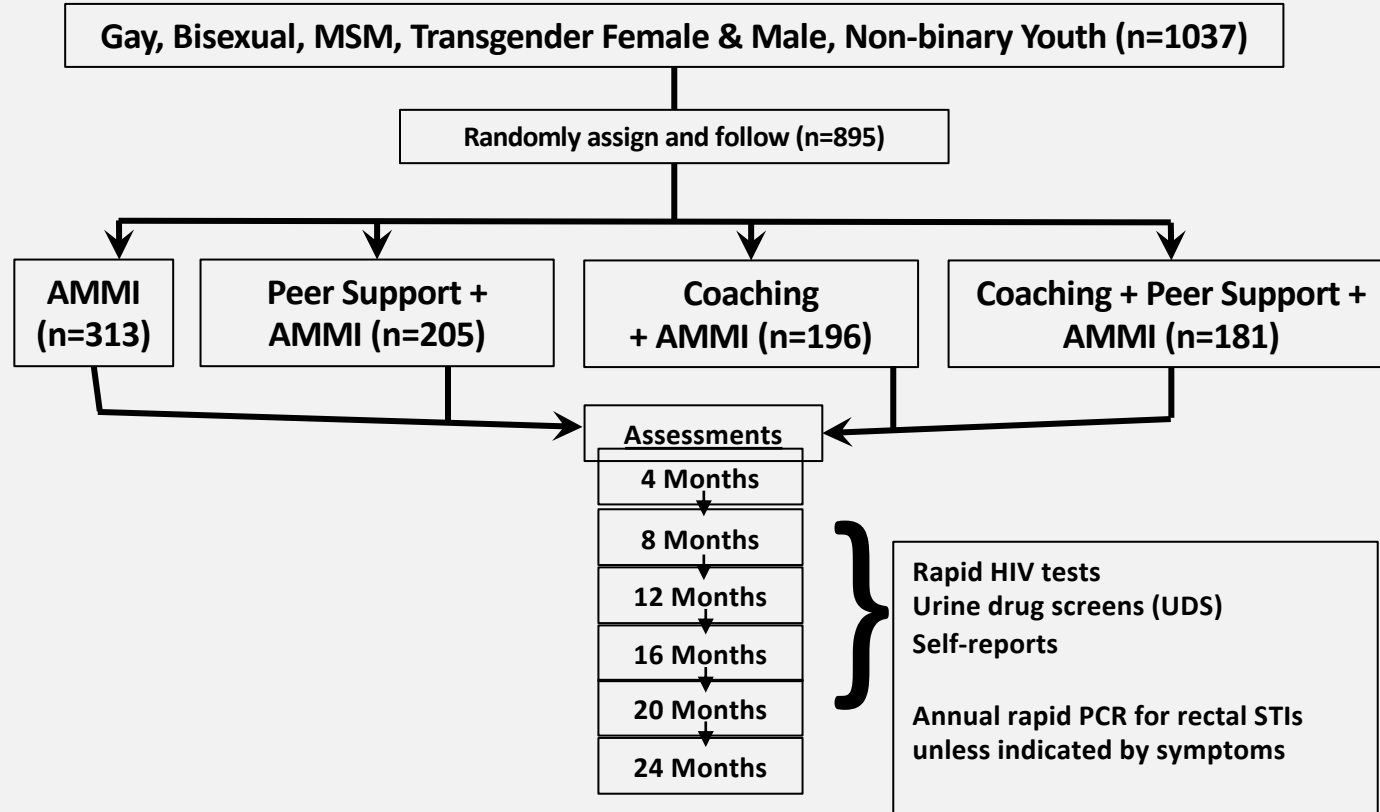 Gay, Bisexual, MSM, Transgender Female & Male, Non-binary Youth (n=1037)
Randomly assign and follow (n=895)
AMMI
(n=313)
Peer Support +
AMMI (n=205)
Coaching
+ AMMI (n=196)
Coaching + Peer Support +
AMMI (n=181)
Assessments
4 Months
8 Months
12 Months
16 Months
20 Months
24 Months
Rapid HIV tests
Urine drug screens (UDS)
Self-reports
Annual rapid PCR for rectal STIs
unless indicated by symptoms